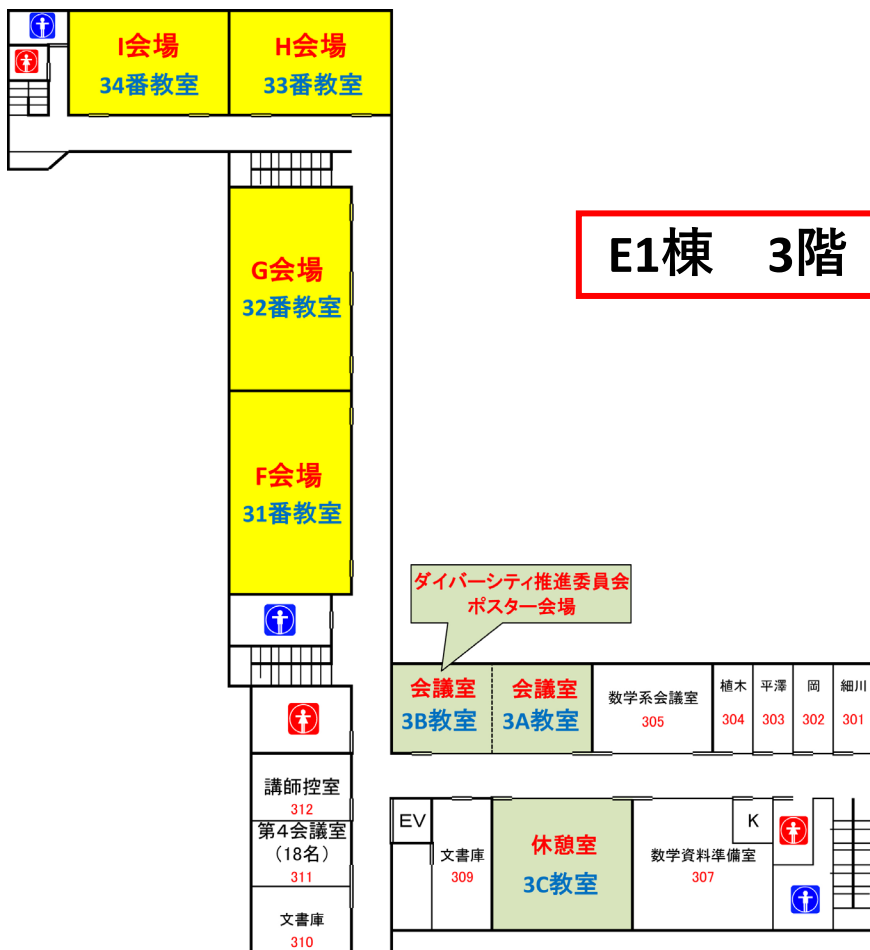 I会場
34番教室
H会場
33番教室
E1棟　3階
G会場
32番教室
F会場
31番教室
ダイバーシティ推進委員会
ポスター会場
会議室
3B教室
会議室
3A教室
数学系会議室
305
植木
304
平澤
303
岡
302
細川
301
講師控室
312
第4会議室
（18名）
311
文書庫
310
EV
文書庫
309
休憩室
3C教室
K
数学資料準備室
307